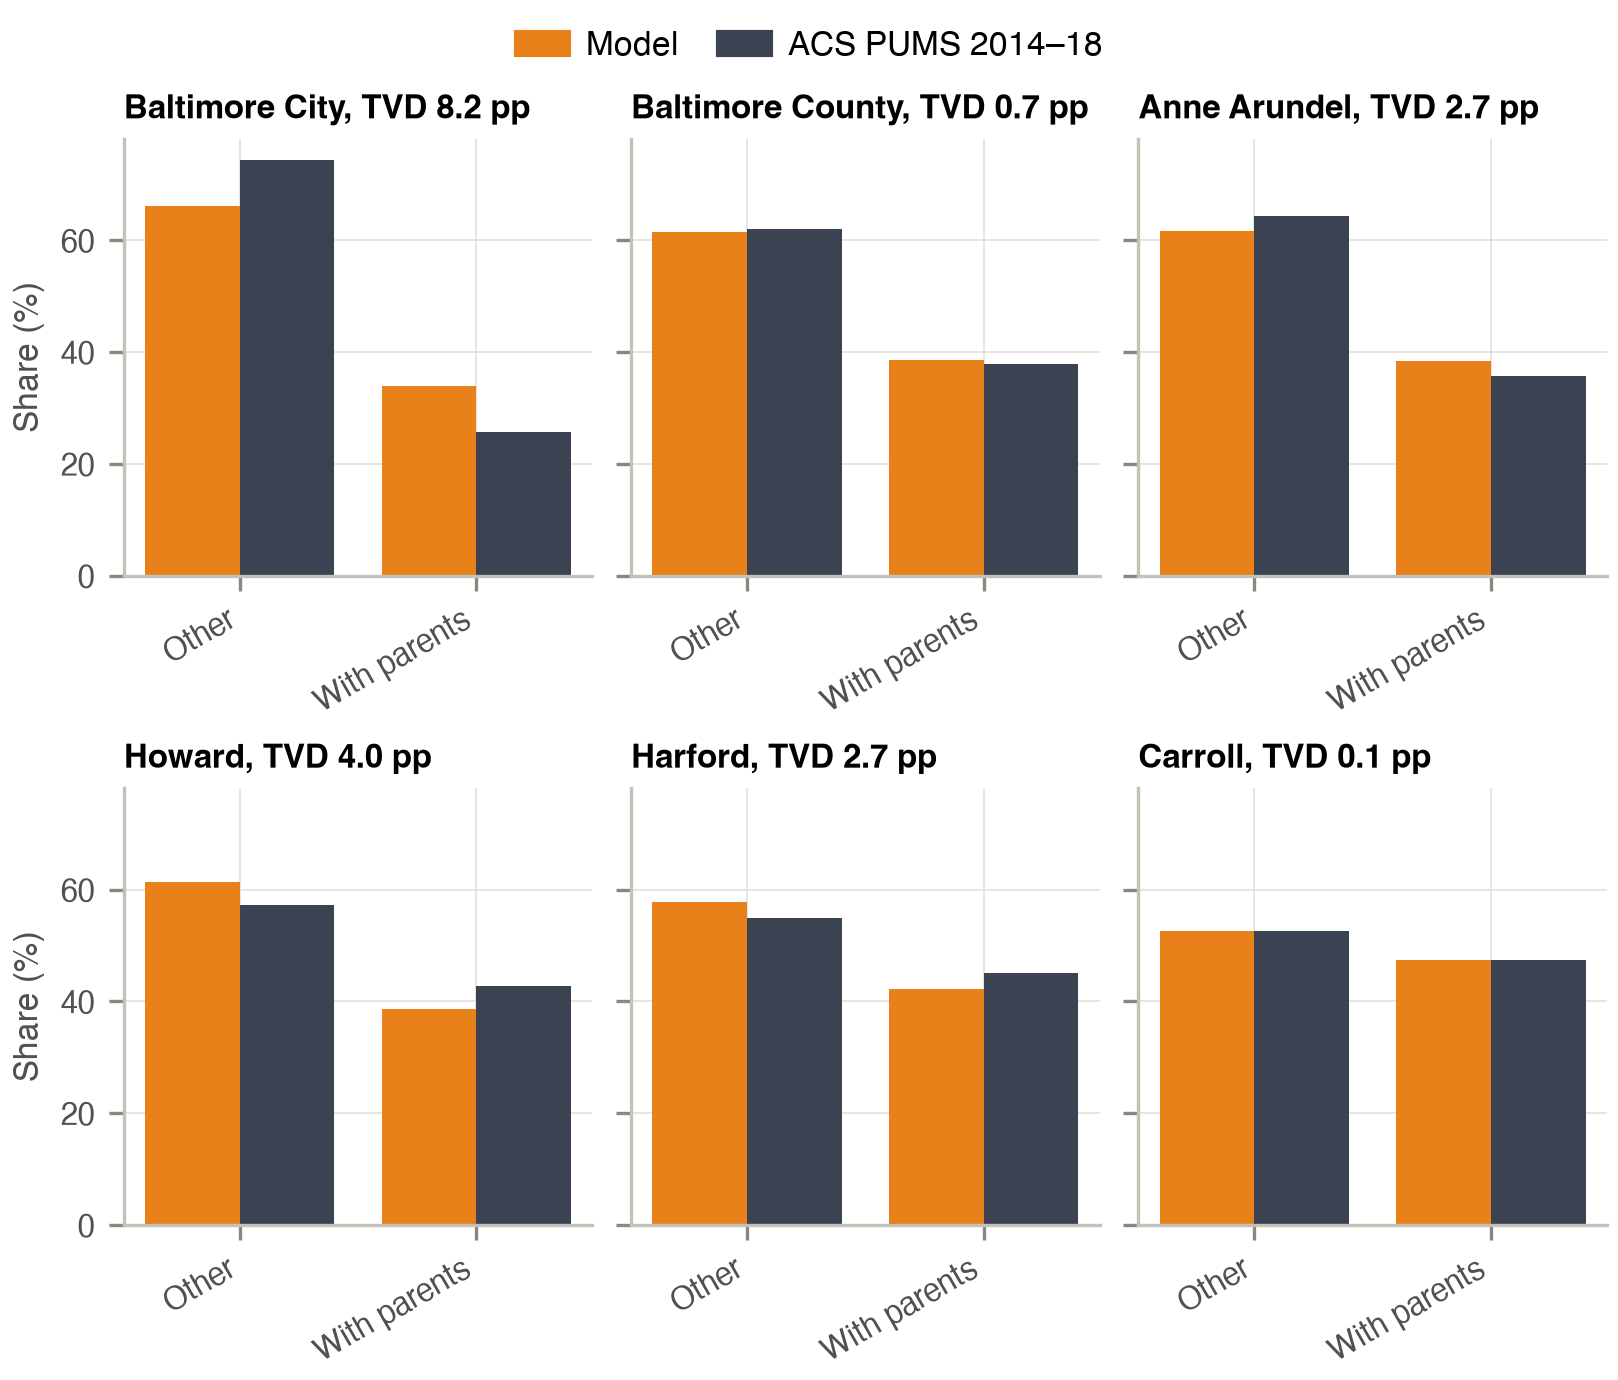 Model
ACS PUMS 2014–18
Baltimore City, TVD 8.2 pp
Baltimore County, TVD 0.7 pp
Anne Arundel, TVD 2.7 pp
Share (%)
60
40
20
0
Other
With parents
Other
With parents
Other
With parents
Howard, TVD 4.0 pp
Harford, TVD 2.7 pp
Carroll, TVD 0.1 pp
Share (%)
60
40
20
0
Other
With parents
Other
With parents
Other
With parents